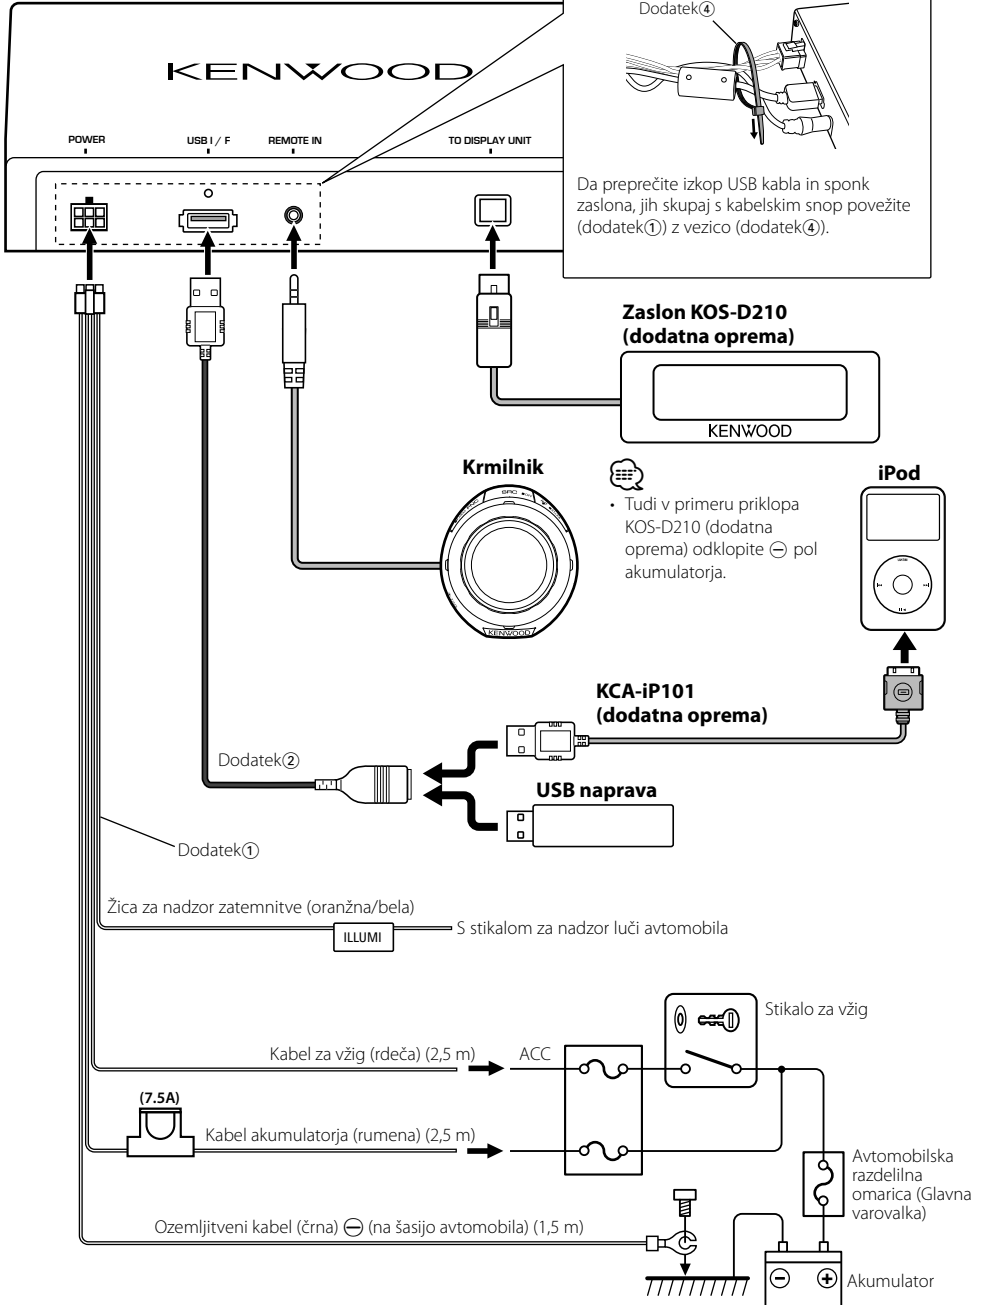 Dodatek④
KENWOOD
POWER
USB I / F
REMOTE IN
TO DISPLAY UNIT
Da preprečite izkop USB kabla in sponk
zaslona, jih skupaj s kabelskim snop povežite
(dodatek①) z vezico (dodatek④).
Zaslon KOS-D210
(dodatna oprema)
KENWOOD
Krmilnik
SRC
KENWOOD
• Tudi v primeru priklopa
KOS-D210 (dodatna
oprema) odklopite ⊖ pol
akumulatorja.
iPod
MENU
KCA-iP101
(dodatna oprema)
Dodatek②
USB naprava
Dodatek①
Žica za nadzor zatemnitve (oranžna/bela)
ILLUMI
S stikalom za nadzor luči avtomobila
Stikalo za vžig
Kabel za vžig (rdeča) (2,5 m)
ACC
(7.5A)
Kabel akumulatorja (rumena) (2,5 m)
Avtomobilska
razdelilna
omarica (Glavna
varovalka)
Ozemljitveni kabel (črna) ⊖ (na šasijo avtomobila) (1,5 m)
Akumulator